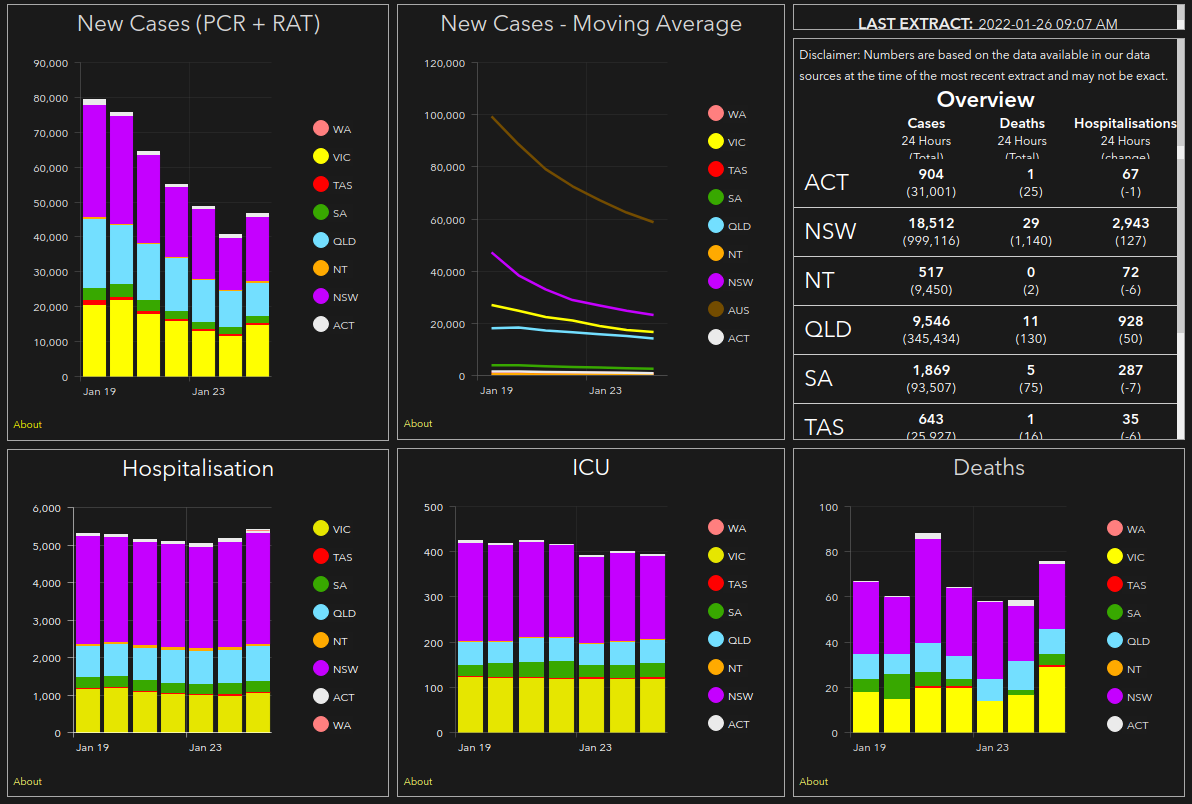 New Cases (PCR + RAT)
90,000
80,000
70,000
60,000
50,000
40,000
30,000
20,000
10,000
0
Jan 19
Jan 23
WA
VIC
TAS
SA
QLD
NT
NSW
ACT
About
New Cases - Moving Average
120,000
100,000
80,000
60,000
40,000
20,000
0
Jan 19
Jan 23
WA
VIC
TAS
SA
QLD
NT
NSW
AUS
ACT
About
LAST EXTRACT: 2022-01-26 09:07 AM
Disclaimer: Numbers are based on the data available in our data
sources at the time of the most recent extract and may not be exact.
Overview
Cases Deaths Hospitalisations
24 Hours 24 Hours 24 Hours
(Total) (Total) (change)
ACT 904 1 67
(31,001) (25) (-1)
NSW 18,512 29 2,943
(999,116) (1,140) (127)
NT 517 0 72
(9,450) (2) (-6)
QLD 9,546 11 928
(345,434) (130) (50)
SA 1,869 5 287
(93,507) (75) (-7)
TAS 643 1 35
(25,927) (16) (-6)
Hospitalisation
6,000
5,000
4,000
3,000
2,000
1,000
0
Jan 19
Jan 23
VIC
TAS
SA
QLD
NT
NSW
ACT
WA
About
ICU
500
400
300
200
100
0
Jan 19
Jan 23
WA
VIC
TAS
SA
QLD
NT
NSW
ACT
About
Deaths
100
80
60
40
20
0
Jan 19
Jan 23
WA
VIC
TAS
SA
QLD
NT
NSW
ACT
About